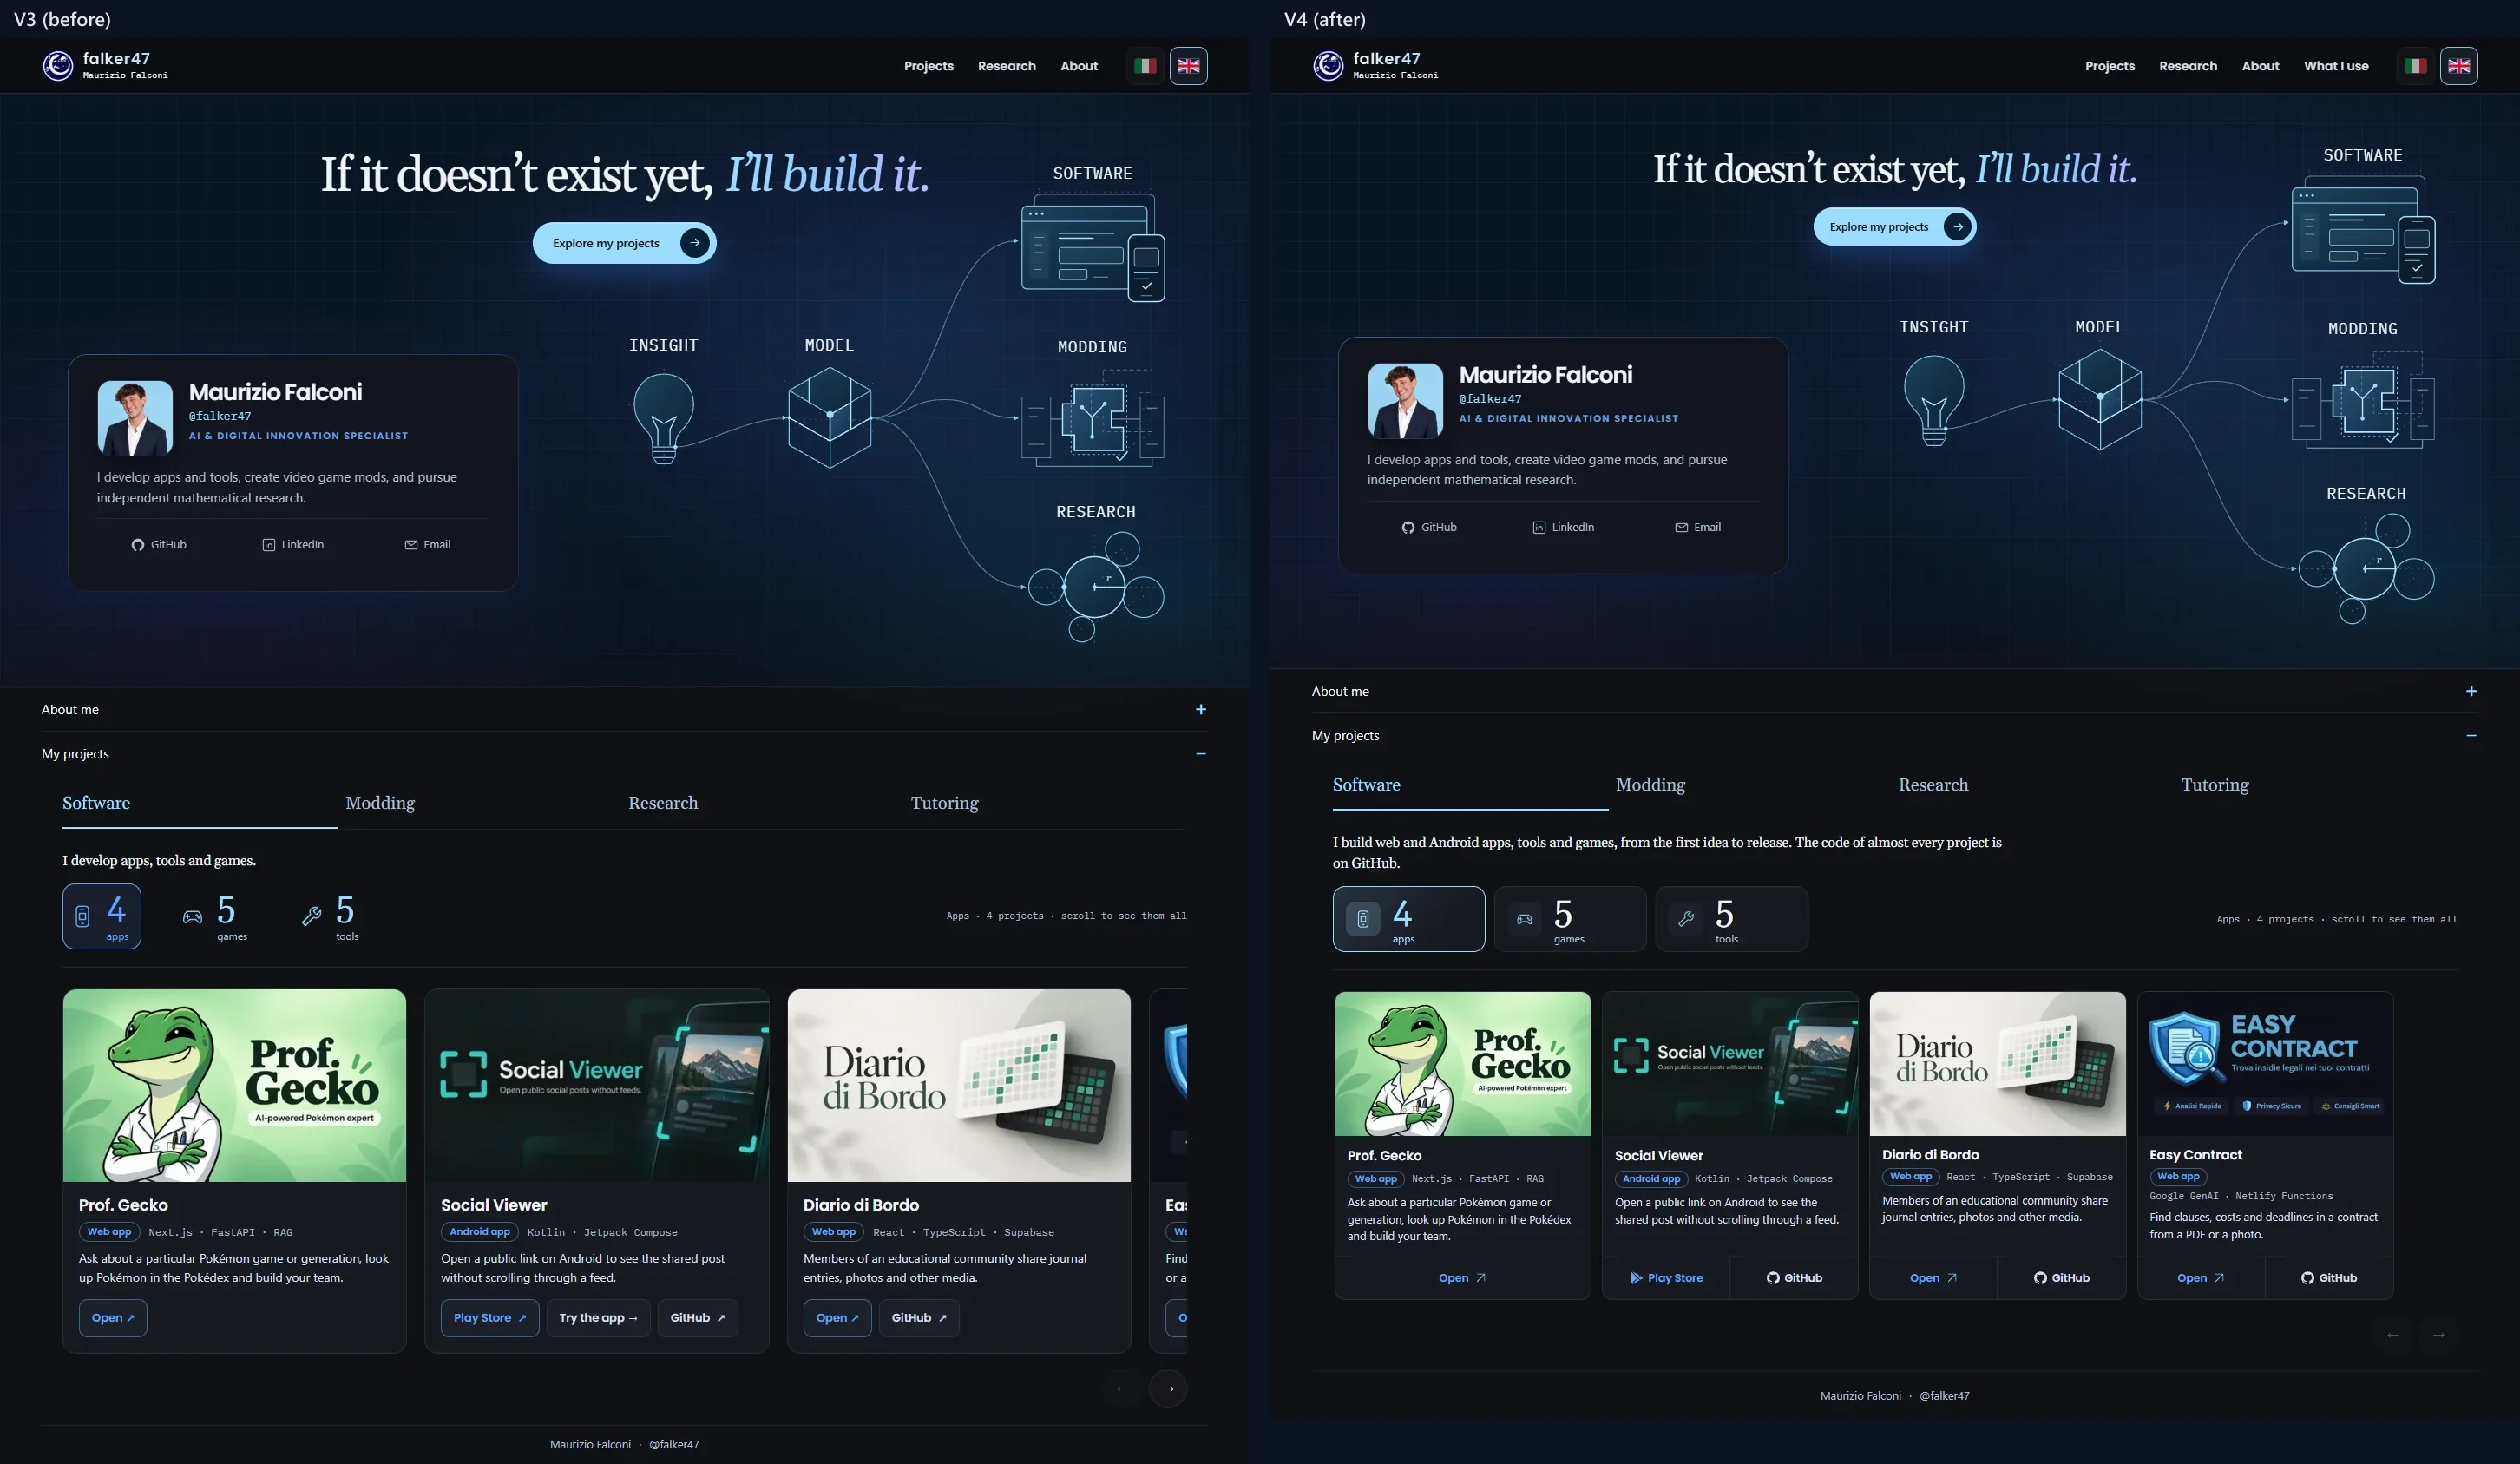 V3 (before)
falker47
Maurizio Falconi
Projects Research About
If it doesn’t exist yet, I’ll build it.
Explore my projects →
SOFTWARE
INSIGHT
MODEL
MODDING
RESEARCH
r
Maurizio Falconi
@falker47
AI & DIGITAL INNOVATION SPECIALIST
I develop apps and tools, create video game mods, and pursue
independent mathematical research.
GitHub LinkedIn Email
About me +
My projects −
Software Modding Research Tutoring
I develop apps, tools and games.
4 apps
5 games
5 tools
Apps · 4 projects · scroll to see them all
Prof.
Gecko
AI-powered Pokémon expert
Prof. Gecko
Web app Next.js · FastAPI · RAG
Ask about a particular Pokémon game or generation, look
up Pokémon in the Pokédex and build your team.
Open ↗
Social Viewer
Open public social posts without feeds.
Social Viewer
Android app Kotlin · Jetpack Compose
Open a public link on Android to see the shared post
without scrolling through a feed.
Play Store ↗ Try the app → GitHub ↗
Diario
di Bordo
Diario di Bordo
Web app React · TypeScript · Supabase
Members of an educational community share journal
entries, photos and other media.
Open ↗ GitHub ↗
Eas
We
Find
or a
O
← →
Maurizio Falconi · @falker47
V4 (after)
falker47
Maurizio Falconi
Projects Research About What I use
If it doesn’t exist yet, I’ll build it.
Explore my projects →
SOFTWARE
INSIGHT
MODEL
MODDING
RESEARCH
r
Maurizio Falconi
@falker47
AI & DIGITAL INNOVATION SPECIALIST
I develop apps and tools, create video game mods, and pursue
independent mathematical research.
GitHub LinkedIn Email
About me +
My projects −
Software Modding Research Tutoring
I build web and Android apps, tools and games, from the first idea to release. The code of almost every project is
on GitHub.
4 apps
5 games
5 tools
Apps · 4 projects · scroll to see them all
Prof.
Gecko
AI-powered Pokémon expert
Prof. Gecko
Web app Next.js · FastAPI · RAG
Ask about a particular Pokémon game or
generation, look up Pokémon in the Pokédex
and build your team.
Open ↗
Social Viewer
Open public social posts without feeds.
Social Viewer
Android app Kotlin · Jetpack Compose
Open a public link on Android to see the
shared post without scrolling through a feed.
Play Store GitHub
Diario
di Bordo
Diario di Bordo
Web app React · TypeScript · Supabase
Members of an educational community share
journal entries, photos and other media.
Open ↗ GitHub
EASY
CONTRACT
Trova insidie legali nei tuoi contratti
Analisi Rapida Privacy Sicura Consigli Smart
Easy Contract
Web app
Google GenAI · Netlify Functions
Find clauses, costs and deadlines in a contract
from a PDF or a photo.
Open ↗ GitHub
← →
Maurizio Falconi · @falker47